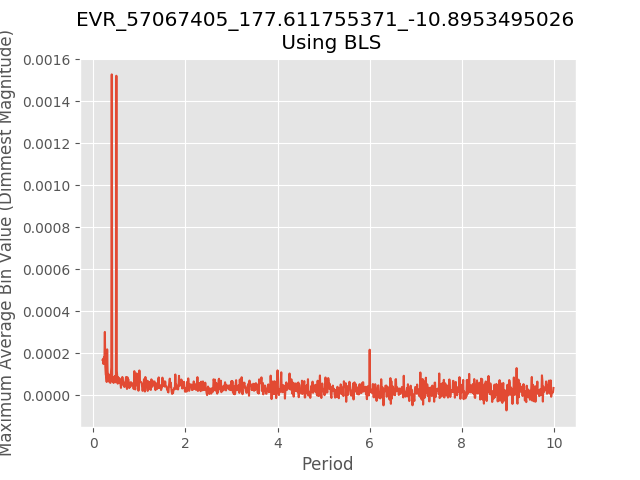 EVR_57067405_177.611755371_-10.8953495026
Using BLS
Maximum Average Bin Value (Dimmest Magnitude)
0.0016
0.0014
0.0012
0.0010
0.0008
0.0006
0.0004
0.0002
0.0000
0 2 4 6 8 10
Period